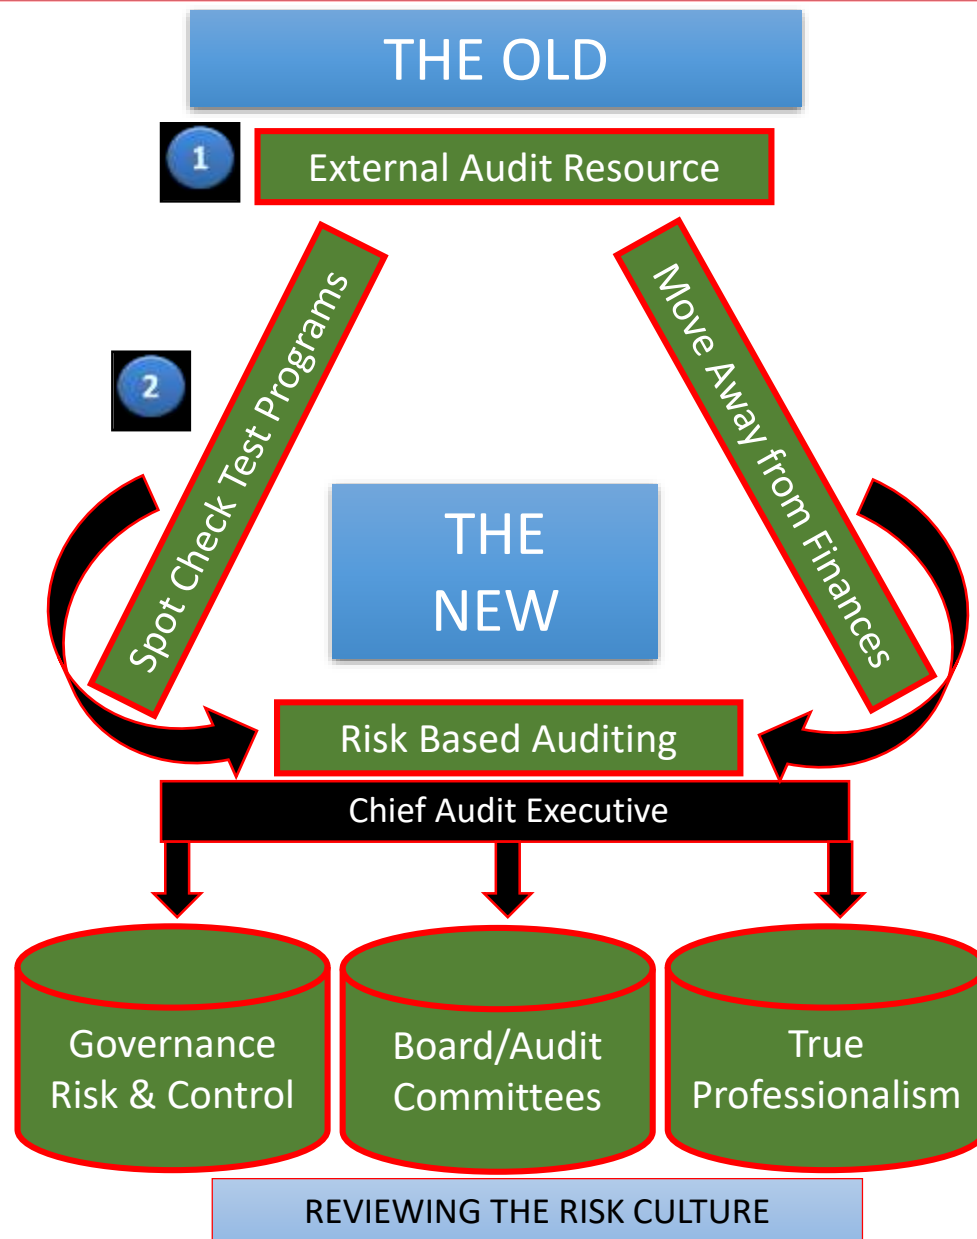 THE OLD
1
External Audit Resource
Spot Check Test Programs
Move Away from Finances
2
THE
NEW
Risk Based Auditing
Chief Audit Executive
Governance
Risk & Control
Board/Audit
Committees
True
Professionalism
REVIEWING THE RISK CULTURE